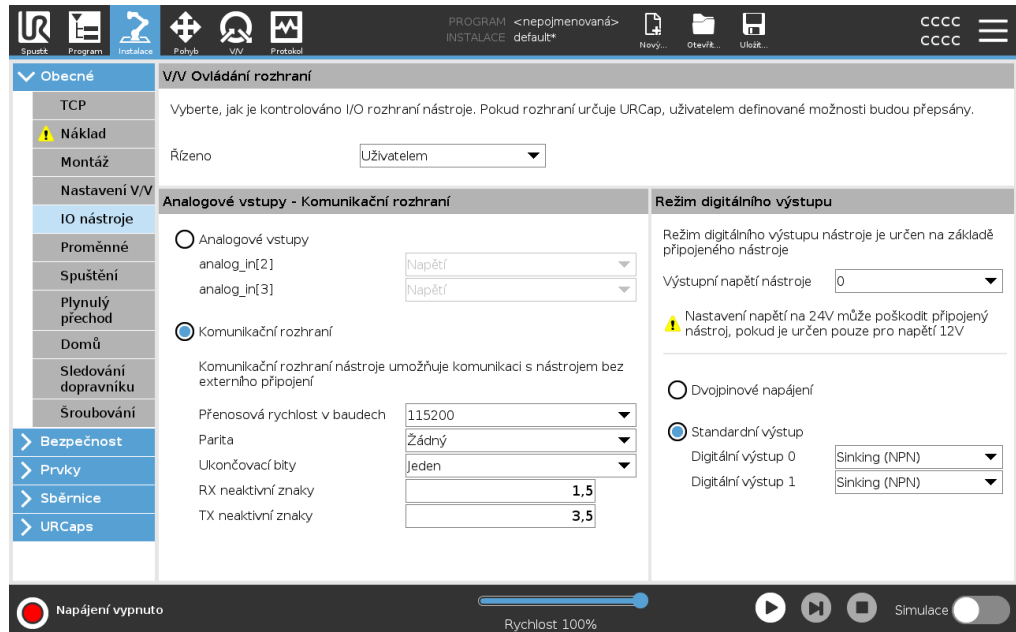 PROGRAM <nepojmenovaná>
INSTALACE default*
CCCC
CCCC
Spustit Program Instalace Pohyb V/V Protokol Nový... Otevřít... Uložit...
Obecné
TCP
Náklad
Montáž
Nastavení V/V
IO nástroje
Proměnné
Spuštění
Plynulý
přechod
Domů
Sledování
dopravníku
Šroubování
Bezpečnost
Prvky
Sběrnice
URCaps
V/V Ovládání rozhraní
Vyberte, jak je kontrolováno I/O rozhraní nástroje. Pokud rozhraní určuje URCap, uživatelem definované možnosti budou přepsány.
Řízeno Uživatelem
Analogové vstupy - Komunikační rozhraní
Analogové vstupy
analog_in[2] Napětí
analog_in[3] Napětí
Komunikační rozhraní
Komunikační rozhraní nástroje umožňuje komunikaci s nástrojem bez
externího připojení
Přenosová rychlost v baudech 115200
Parita Žádný
Ukončovací bity Jeden
RX neaktivní znaky 1,5
TX neaktivní znaky 3,5
Režim digitálního výstupu
Režim digitálního výstupu nástroje je určen na základě
připojeného nástroje
Výstupní napětí nástroje 0
Nastavení napětí na 24V může poškodit připojený
nástroj, pokud je určen pouze pro napětí 12V
Dvojpinové napájení
Standardní výstup
Digitální výstup 0 Sinking (NPN)
Digitální výstup 1 Sinking (NPN)
Napájení vypnuto
Rychlost 100%
Simulace